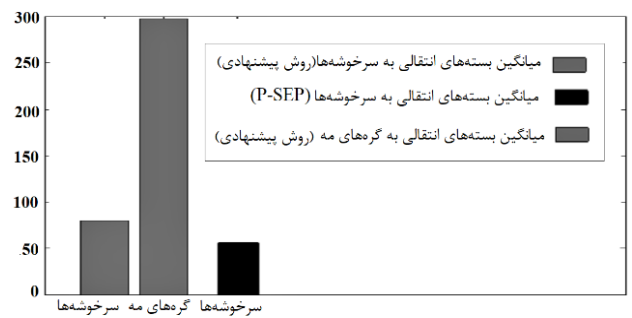 300
250
200
150
100
50
0
میانگین بسته‌های انتقالی به سرخوشه‌ها(روش پیشنهادی)
میانگین بسته‌های انتقالی به سرخوشه‌ها (P-SEP)
میانگین بسته‌های انتقالی به گره‌های مه (روش پیشنهادی)
سرخوشه‌ها گره‌های مه سرخوشه‌ها